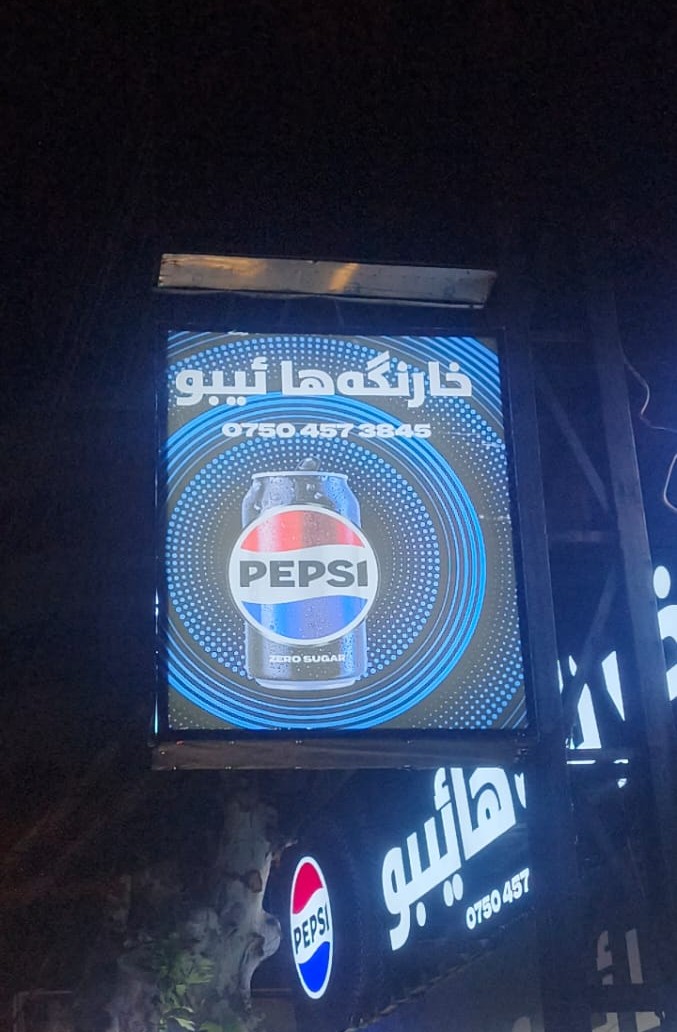 خارنگەها ئیبو
0750 457 3845
PEPSI
ZERO SUGAR
هائیبو
0750 457
PEPSI